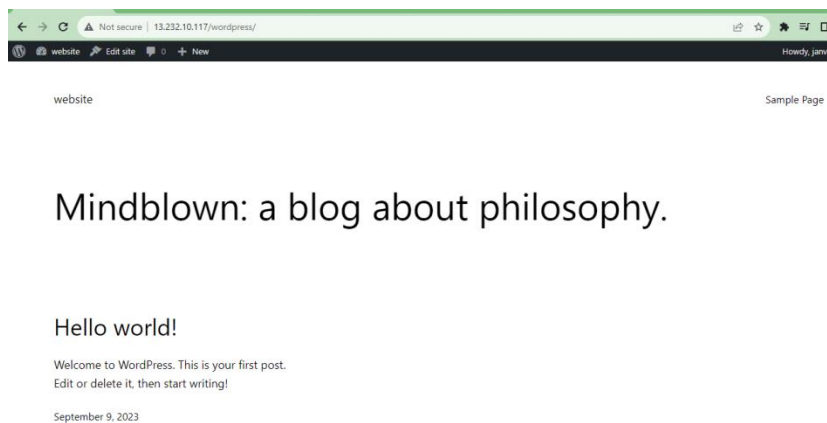 Not secure 13.232.10.117/wordpress/
website Edit site 0 New Howdy,
website Sample Page
Mindblown: a blog about philosophy.
Hello world!
Welcome to WordPress. This is your first post.
Edit or delete it, then start writing!
September 9, 2023